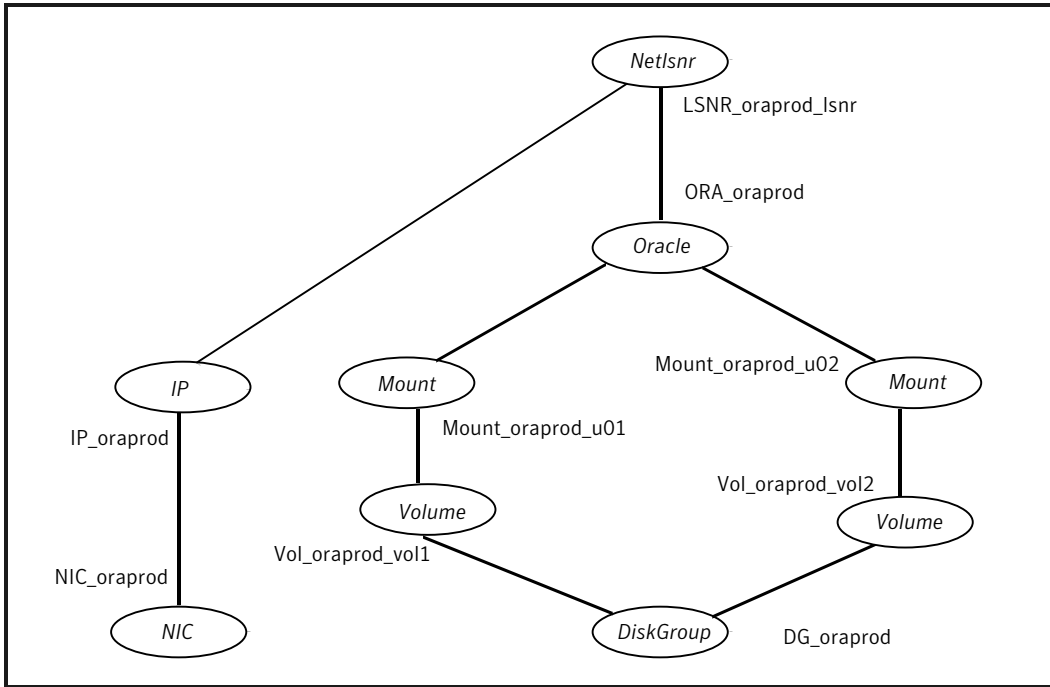 Netlsnr
LSNR_oraprod_lsnr
ORA_oraprod
Oracle
Mount_oraprod_u02
IP
Mount
Mount
IP_oraprod
Mount_oraprod_u01
Vol_oraprod_vol2
Volume
Volume
Vol_oraprod_vol1
NIC_oraprod
NIC
DiskGroup
DG_oraprod